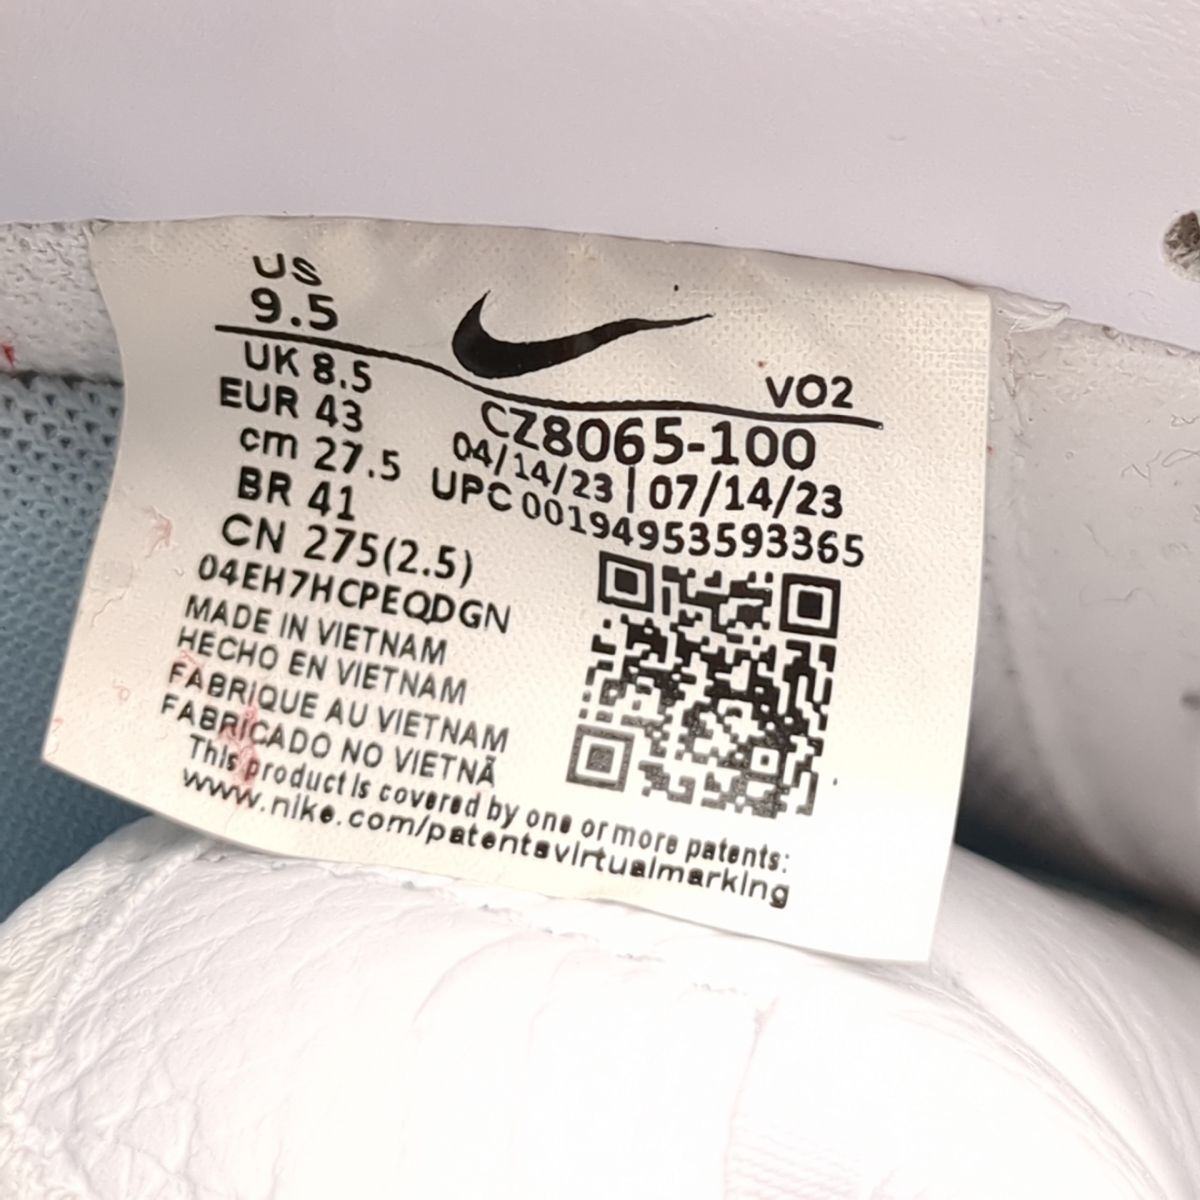 US
9.5
UK 8.5
EUR 43
cm 27.5
BR 41
CN 275(2.5)
04EH7HCPEQDGN
MADE IN VIETNAM
HECHO EN VIETNAM
FABRIQUE AU VIETNAM
FABRICADO NO VIETNÃ
This product is covered by one or more patents:
www.nike.com/patentsvirtualmarking
VO2
CZ8065-100
04/14/23 | 07/14/23
UPC 00194953593365